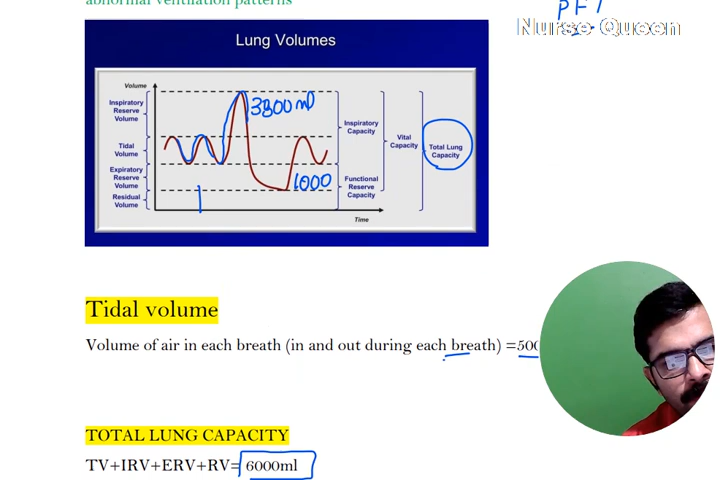 abnormal ventilation patterns
PFT
Nurse Queen
Lung Volumes
Volume
Inspiratory
Reserve
Volume
Tidal
Volume
Expiratory
Reserve
Volume
Residual
Volume
3300 ml
1000
Inspiratory
Capacity
Functional
Reserve
Capacity
Vital
Capacity
Total Lung
Capacity
Time
Tidal volume
Volume of air in each breath (in and out during each breath) =500
TOTAL LUNG CAPACITY
TV+IRV+ERV+RV= 6000ml